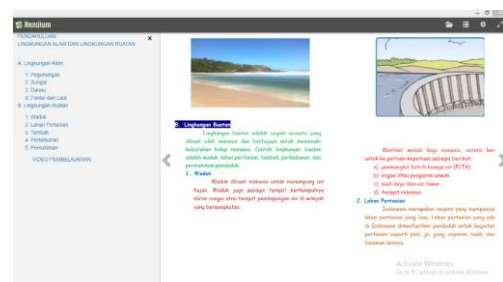 Bensium
PENDAHULUAN
LINGKUNGAN ALAM DAN LINGKUNGAN BUATAN
x
A. Lingkungan Alam
1. Pegunungan
2. Sungai
3. Danau
4. Pantai dan Laut
B. Lingkungan Buatan
1. Waduk
2. Lahan Pertanian
3. Tambak
4. Perkebunan
5. Permukiman
VIDEO PEMBELAJARAN
B. Lingkungan Buatan
Lingkungan buatan adalah segala sesuatu yang
dibuat oleh manusia dan bertujuan untuk memenuhi
kebutuhan hidup manusia. Contoh lingkungan buatan
adalah waduk, lahan pertanian, tambak, perkebunan, dan
permukiman penduduk.
1. Waduk
Waduk dibuat manusia untuk menampung air
hujan. Waduk juga sebagai tempat berkumpulnya
aliran sungai atau tempat penampungan air di wilayah
yang bersangkutan.
Manfaat waduk bagi manusia, antara lain
untuk keperluan-keperluan sebagai berikut:
a) pembangkit listrik tenaga air (PLTA)
b) irigasi atau pengairan sawah
c) budi daya ikan air tawar
d) tempat rekreasi
2. Lahan Pertanian
Indonesia merupakan negara yang mempunyai
lahan pertanian yang luas. Lahan pertanian yang ada
di Indonesia dimanfaatkan penduduk untuk kegiatan
pertanian seperti padi, ja gung, sayuran, buah, dan
tanaman lainnya.
Activate Windows
Go to PC settings to activate Windows.